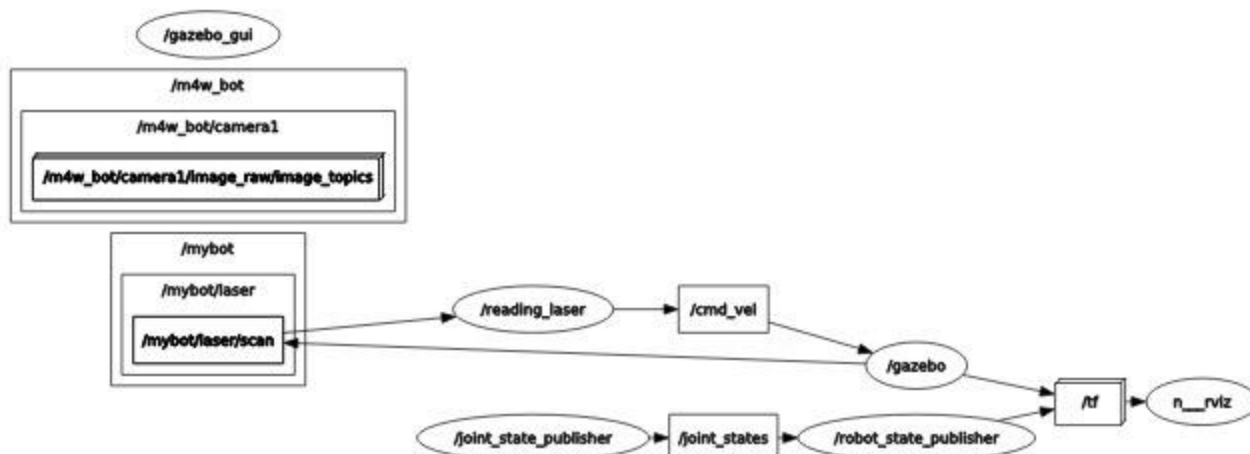 /gazebo_gui
/m4w_bot
/m4w_bot/camera1
/m4w_bot/camera1/image_raw/image_topics
/mybot
/mybot/laser
/mybot/laser/scan
/reading_laser
/cmd_vel
/gazebo
/tf
n__rviz
/joint_state_publisher
/joint_states
/robot_state_publisher